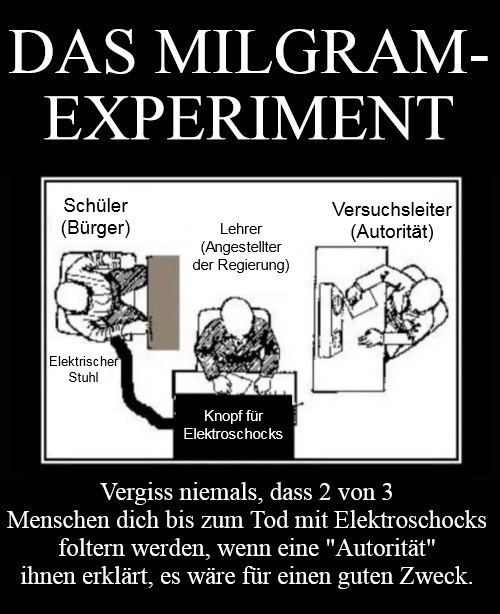 DAS MILGRAM-
EXPERIMENT
Schüler
(Bürger)
Lehrer
(Angestellter
der Regierung)
Versuchsleiter
(Autorität)
Elektrischer
Stuhl
Knopf für
Elektroschocks
Vergiss niemals, dass 2 von 3
Menschen dich bis zum Tod mit Elektroschocks
foltern werden, wenn eine "Autorität"
ihnen erklärt, es wäre für einen guten Zweck.